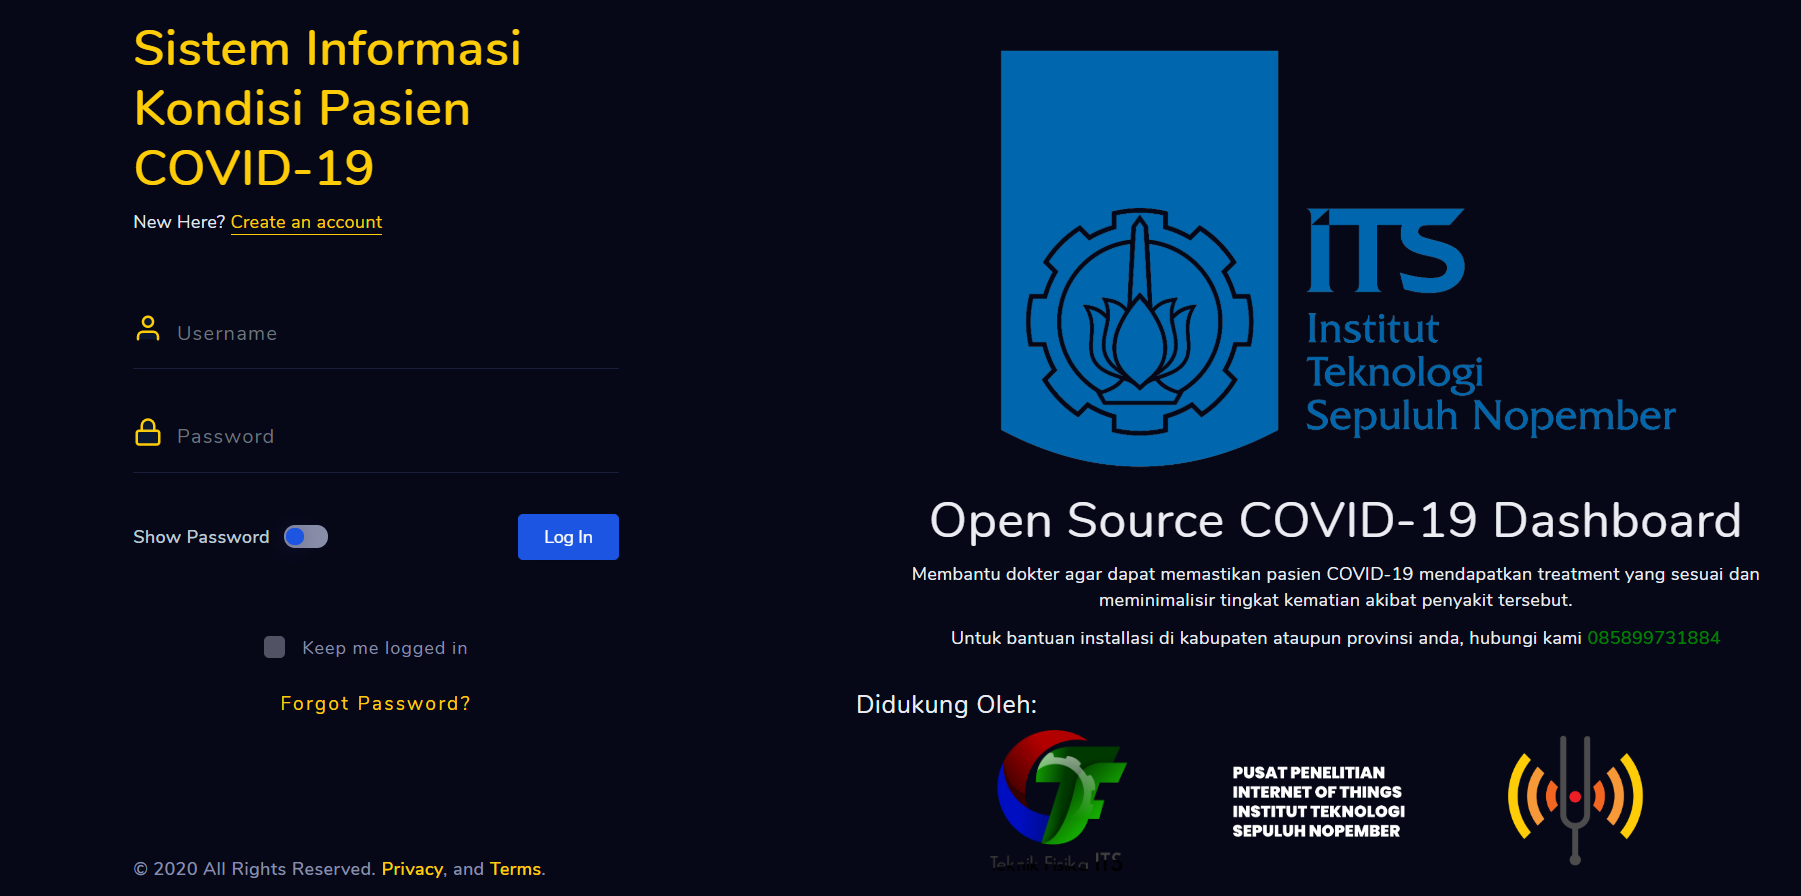 Sistem Informasi
Kondisi Pasien
COVID-19
New Here? Create an account
Username
Password
Show Password
Log In
Keep me logged in
Forgot Password?
© 2020 All Rights Reserved. Privacy, and Terms.
iTS
Institut
Teknologi
Sepuluh Nopember
Open Source COVID-19 Dashboard
Membantu dokter agar dapat memastikan pasien COVID-19 mendapatkan treatment yang sesuai dan
meminimalisir tingkat kematian akibat penyakit tersebut.
Untuk bantuan installasi di kabupaten ataupun provinsi anda, hubungi kami 085899731884
Didukung Oleh:
Teknik Fisika ITS
PUSAT PENELITIAN
INTERNET OF THINGS
INSTITUT TEKNOLOGI
SEPULUH NOPEMBER